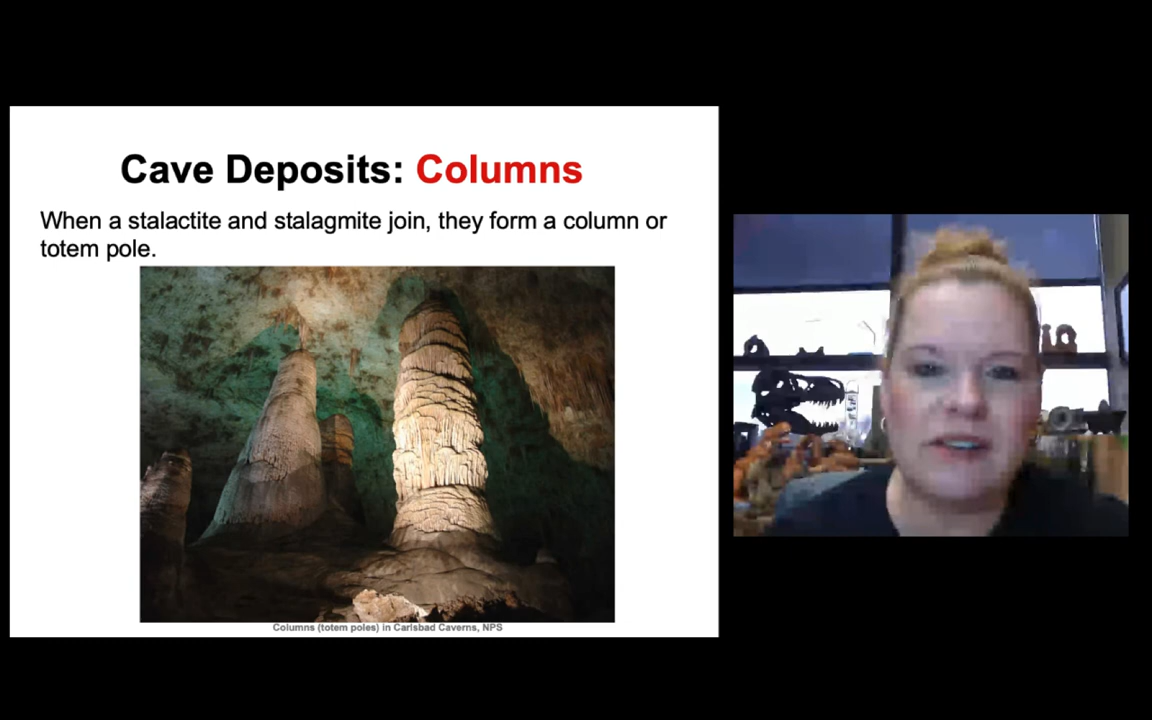 Cave Deposits: Columns
When a stalactite and stalagmite join, they form a column or
totem pole.
Columns (totem poles) in Carlsbad Caverns, NPS